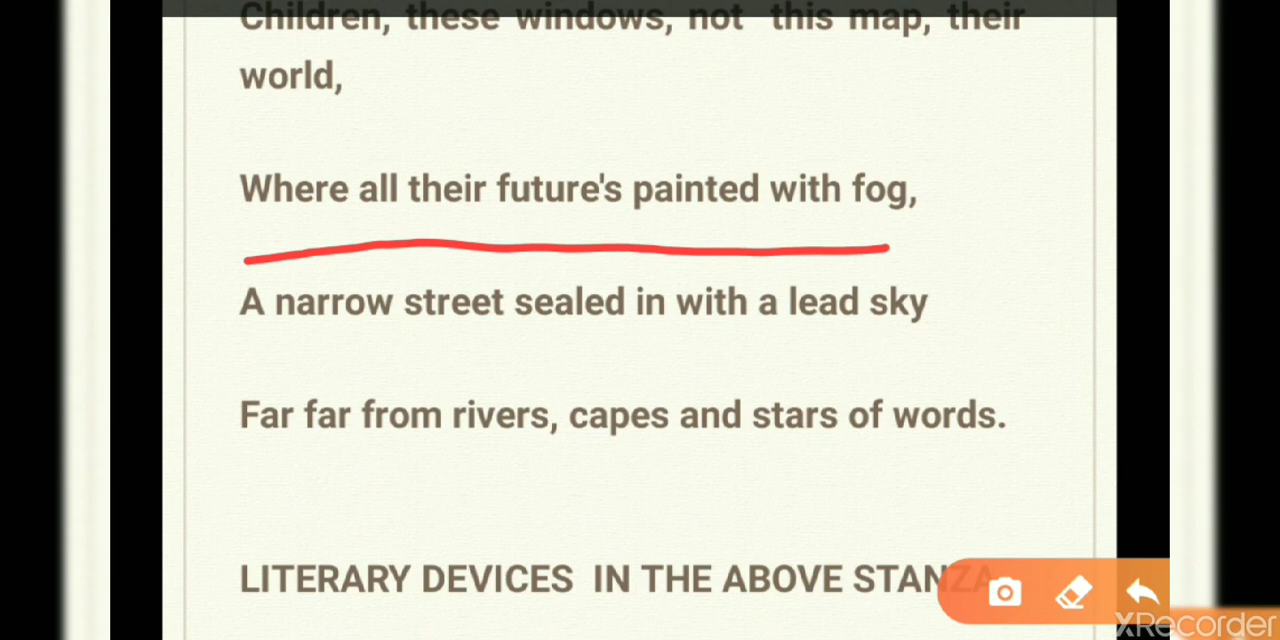 Children, these windows, not this map, their
world,
Where all their future's painted with fog,
A narrow street sealed in with a lead sky
Far far from rivers, capes and stars of words.
LITERARY DEVICES IN THE ABOVE STANZA
XRecorder